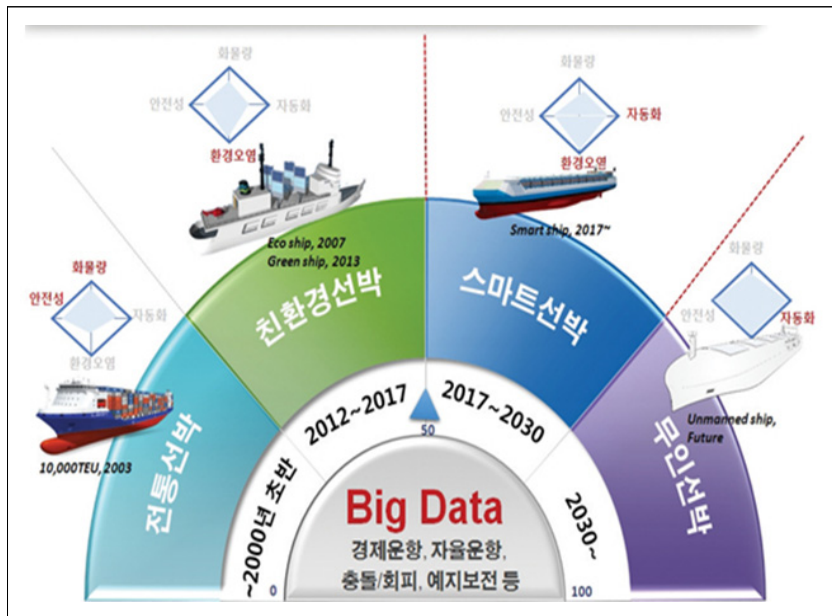 화물량
안전성
자동화
환경오염
Eco ship, 2007
Green ship, 2013
화물량
안전성
자동화
환경오염
Smart ship, 2017~
화물량
안전성
자동화
환경오염
10,000TEU, 2003
화물량
안전성
자동화
Unmanned ship,
Future
전통선박
친환경선박
스마트선박
무인선박
~2000년 초반
2012~2017
2017~2030
2030~
0
50
100
Big Data
경제운항, 자율운항,
충돌/회피, 예지보전 등